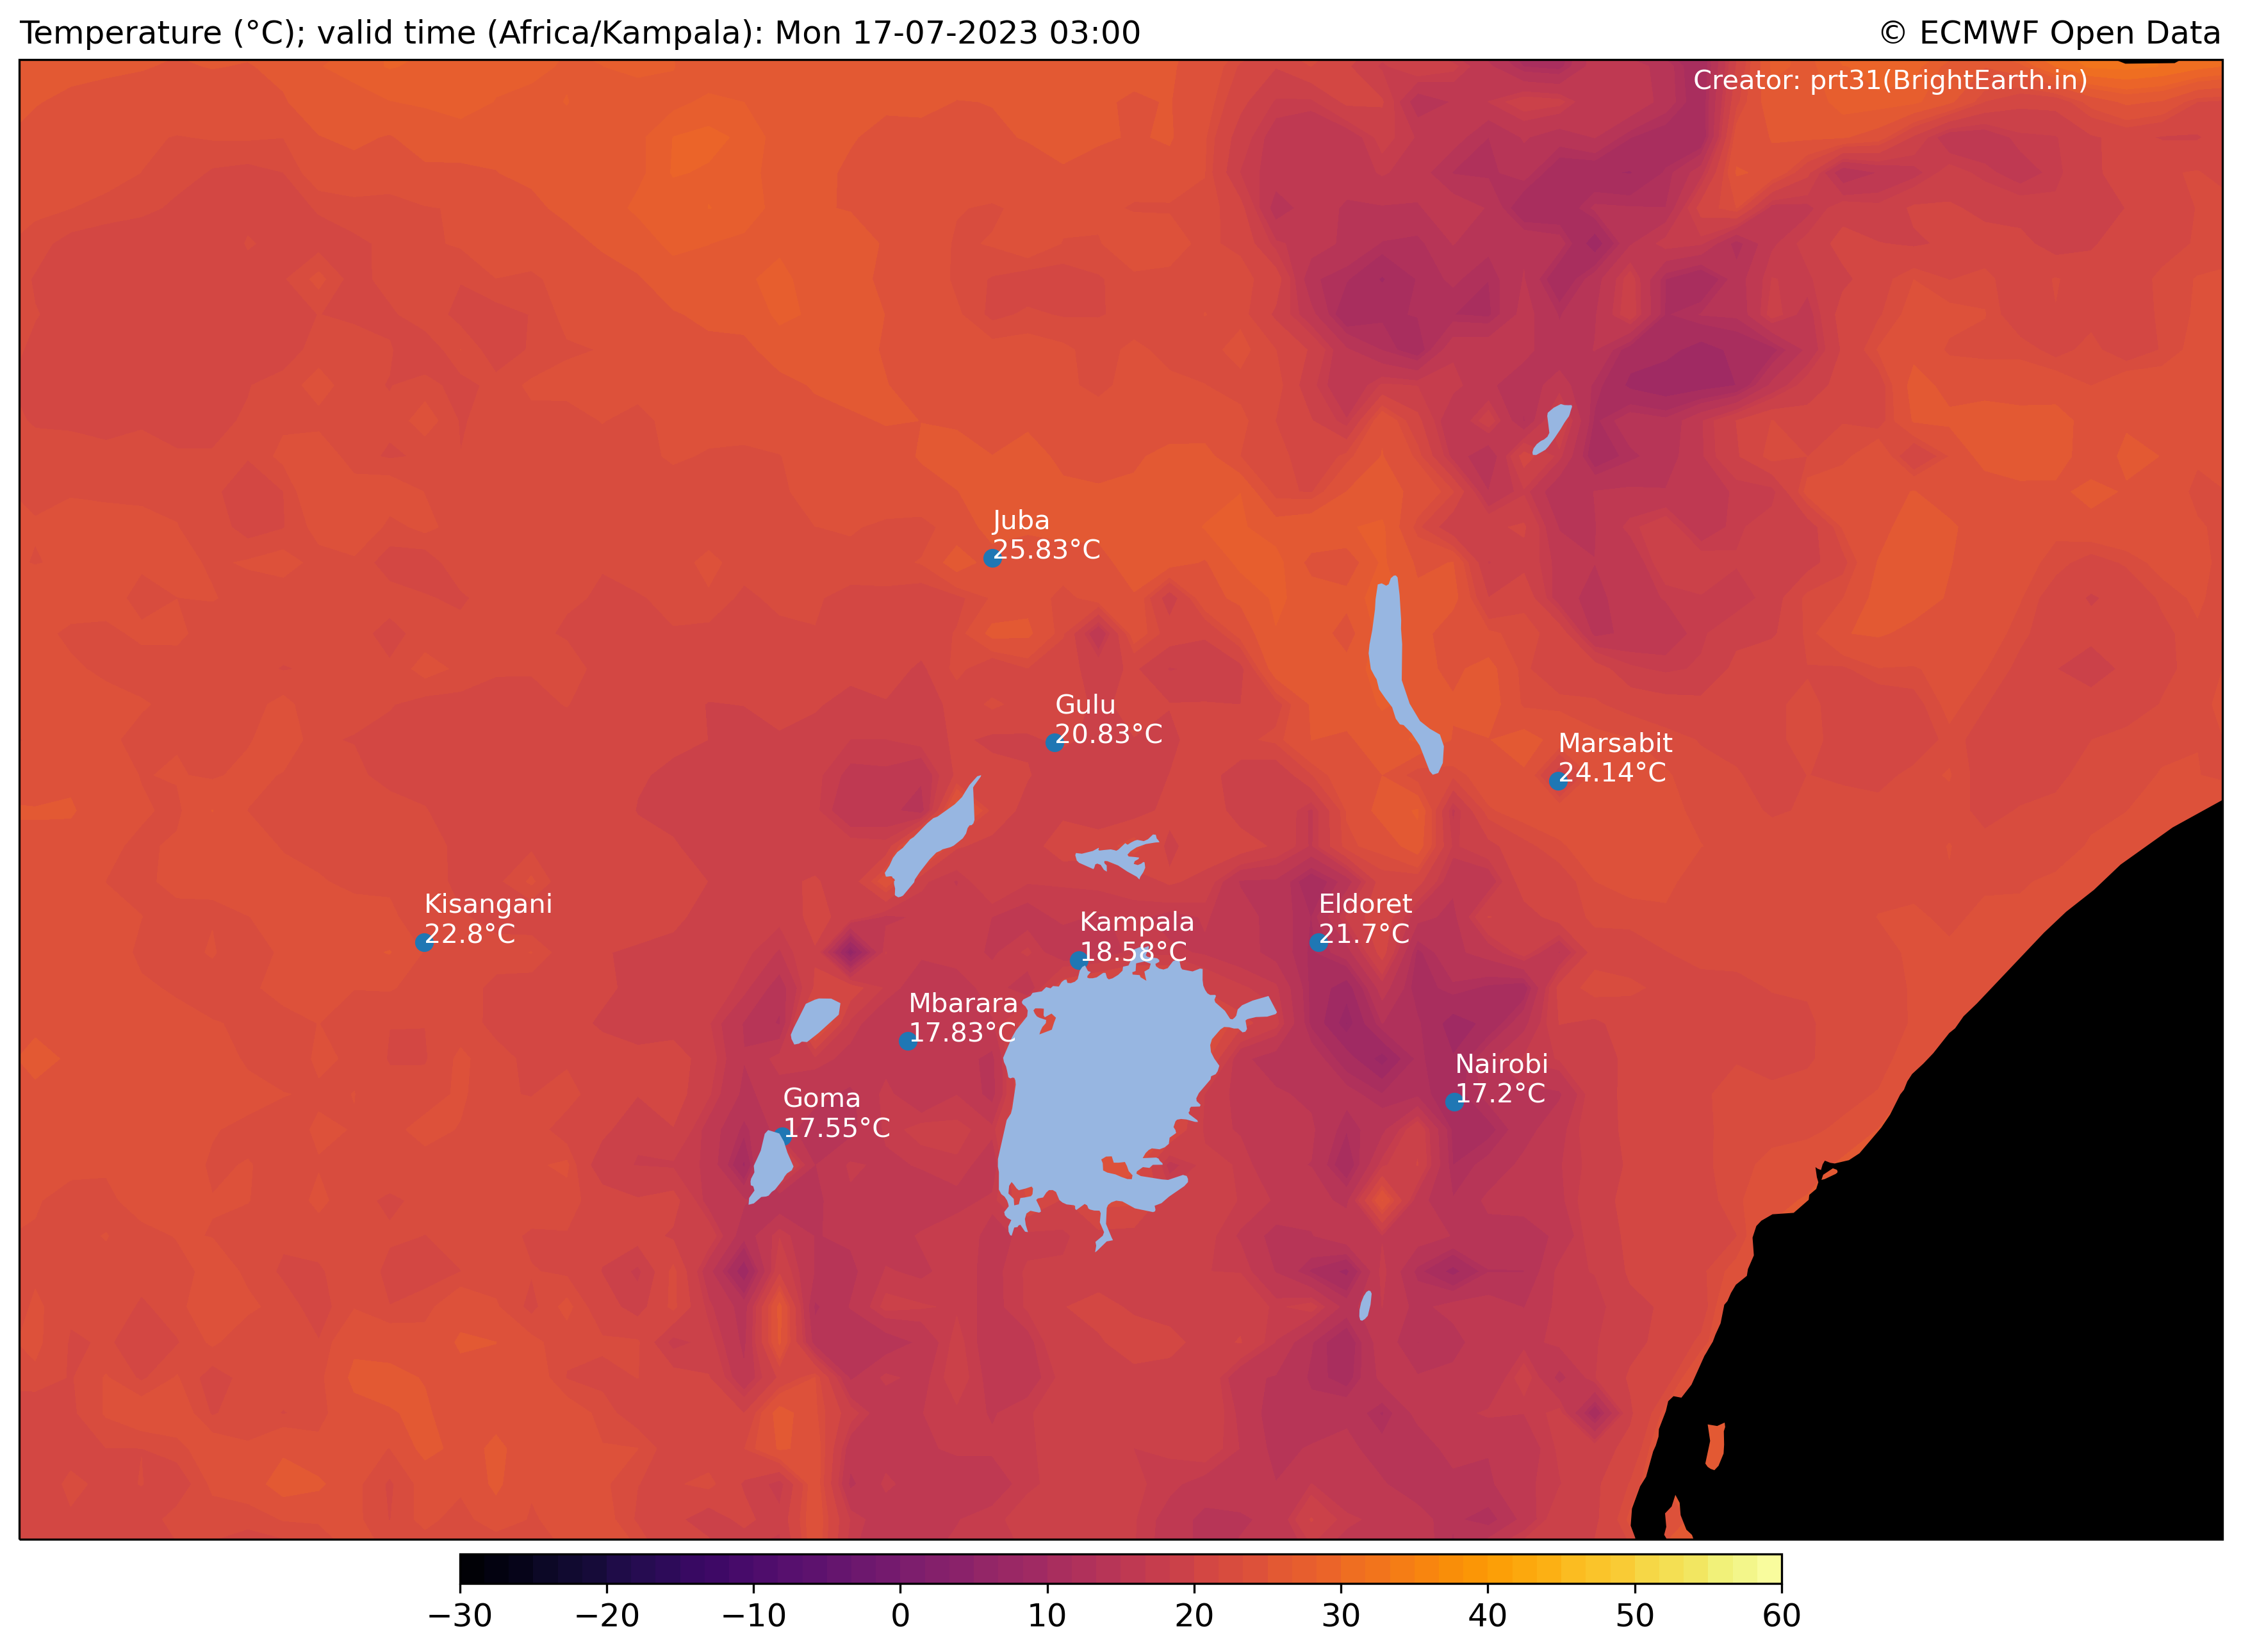 Temperature (°C); valid time (Africa/Kampala): Mon 17-07-2023 03:00
© ECMWF Open Data
Creator: prt31(BrightEarth.in)
Juba
25.83°C
Gulu
20.83°C
Marsabit
24.14°C
Kisangani
22.8°C
Kampala
18.58°C
Eldoret
21.7°C
Mbarara
17.83°C
Nairobi
17.2°C
Goma
17.55°C
−30 −20 −10 0 10 20 30 40 50 60